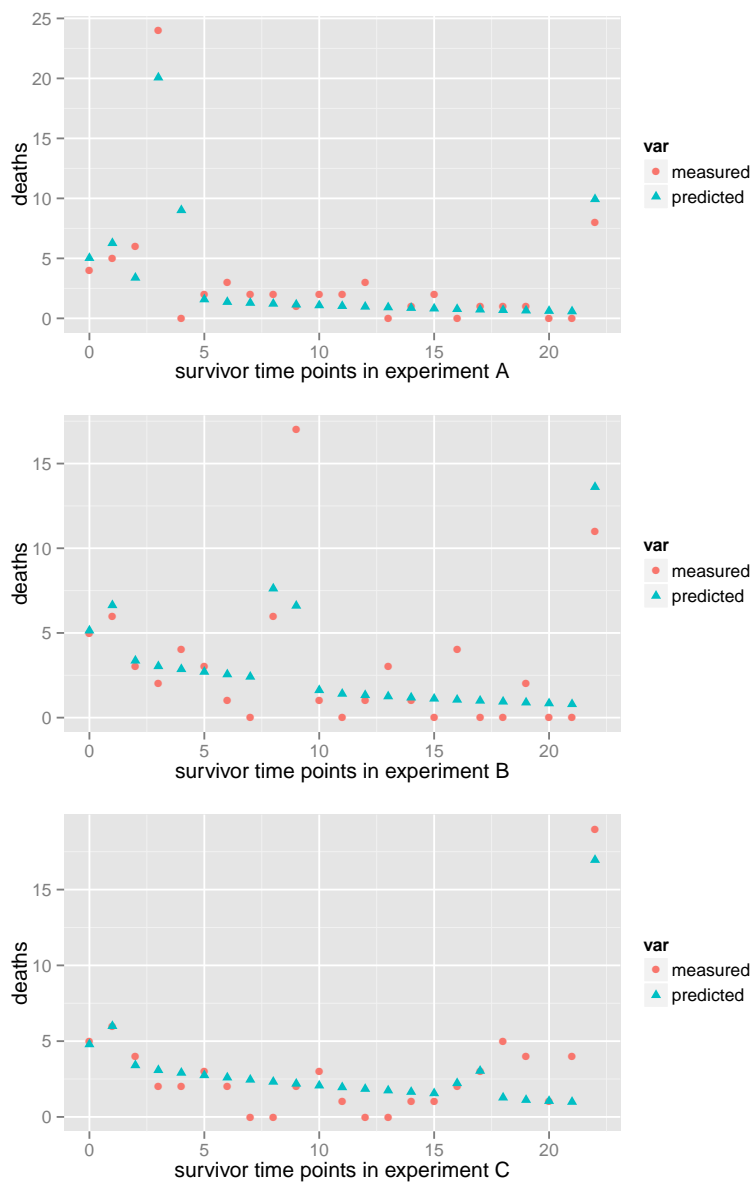 25
20
15
10
5
0
deaths
0 5 10 15 20
survivor time points in experiment A
var
measured
predicted
15
10
5
0
deaths
0 5 10 15 20
survivor time points in experiment B
var
measured
predicted
15
10
5
0
deaths
0 5 10 15 20
survivor time points in experiment C
var
measured
predicted